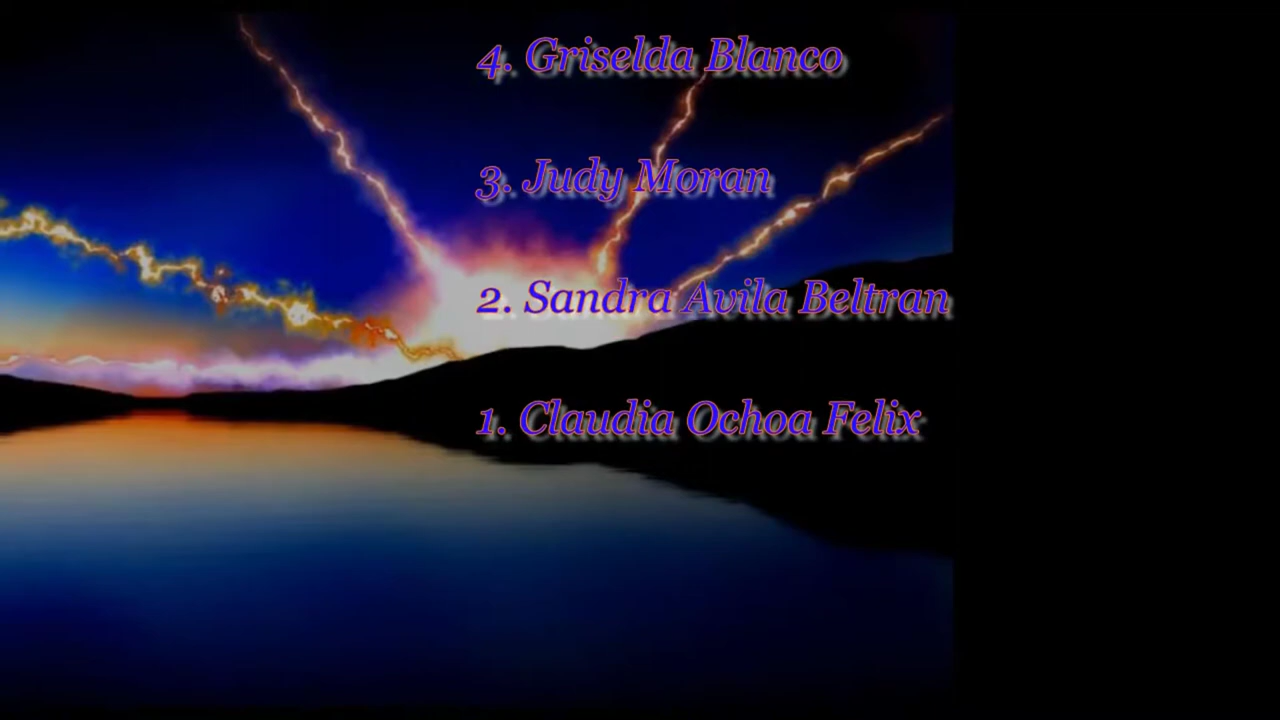 4. Griselda Blanco
3. Judy Moran
2. Sandra Avila Beltran
1. Claudia Ochoa Felix